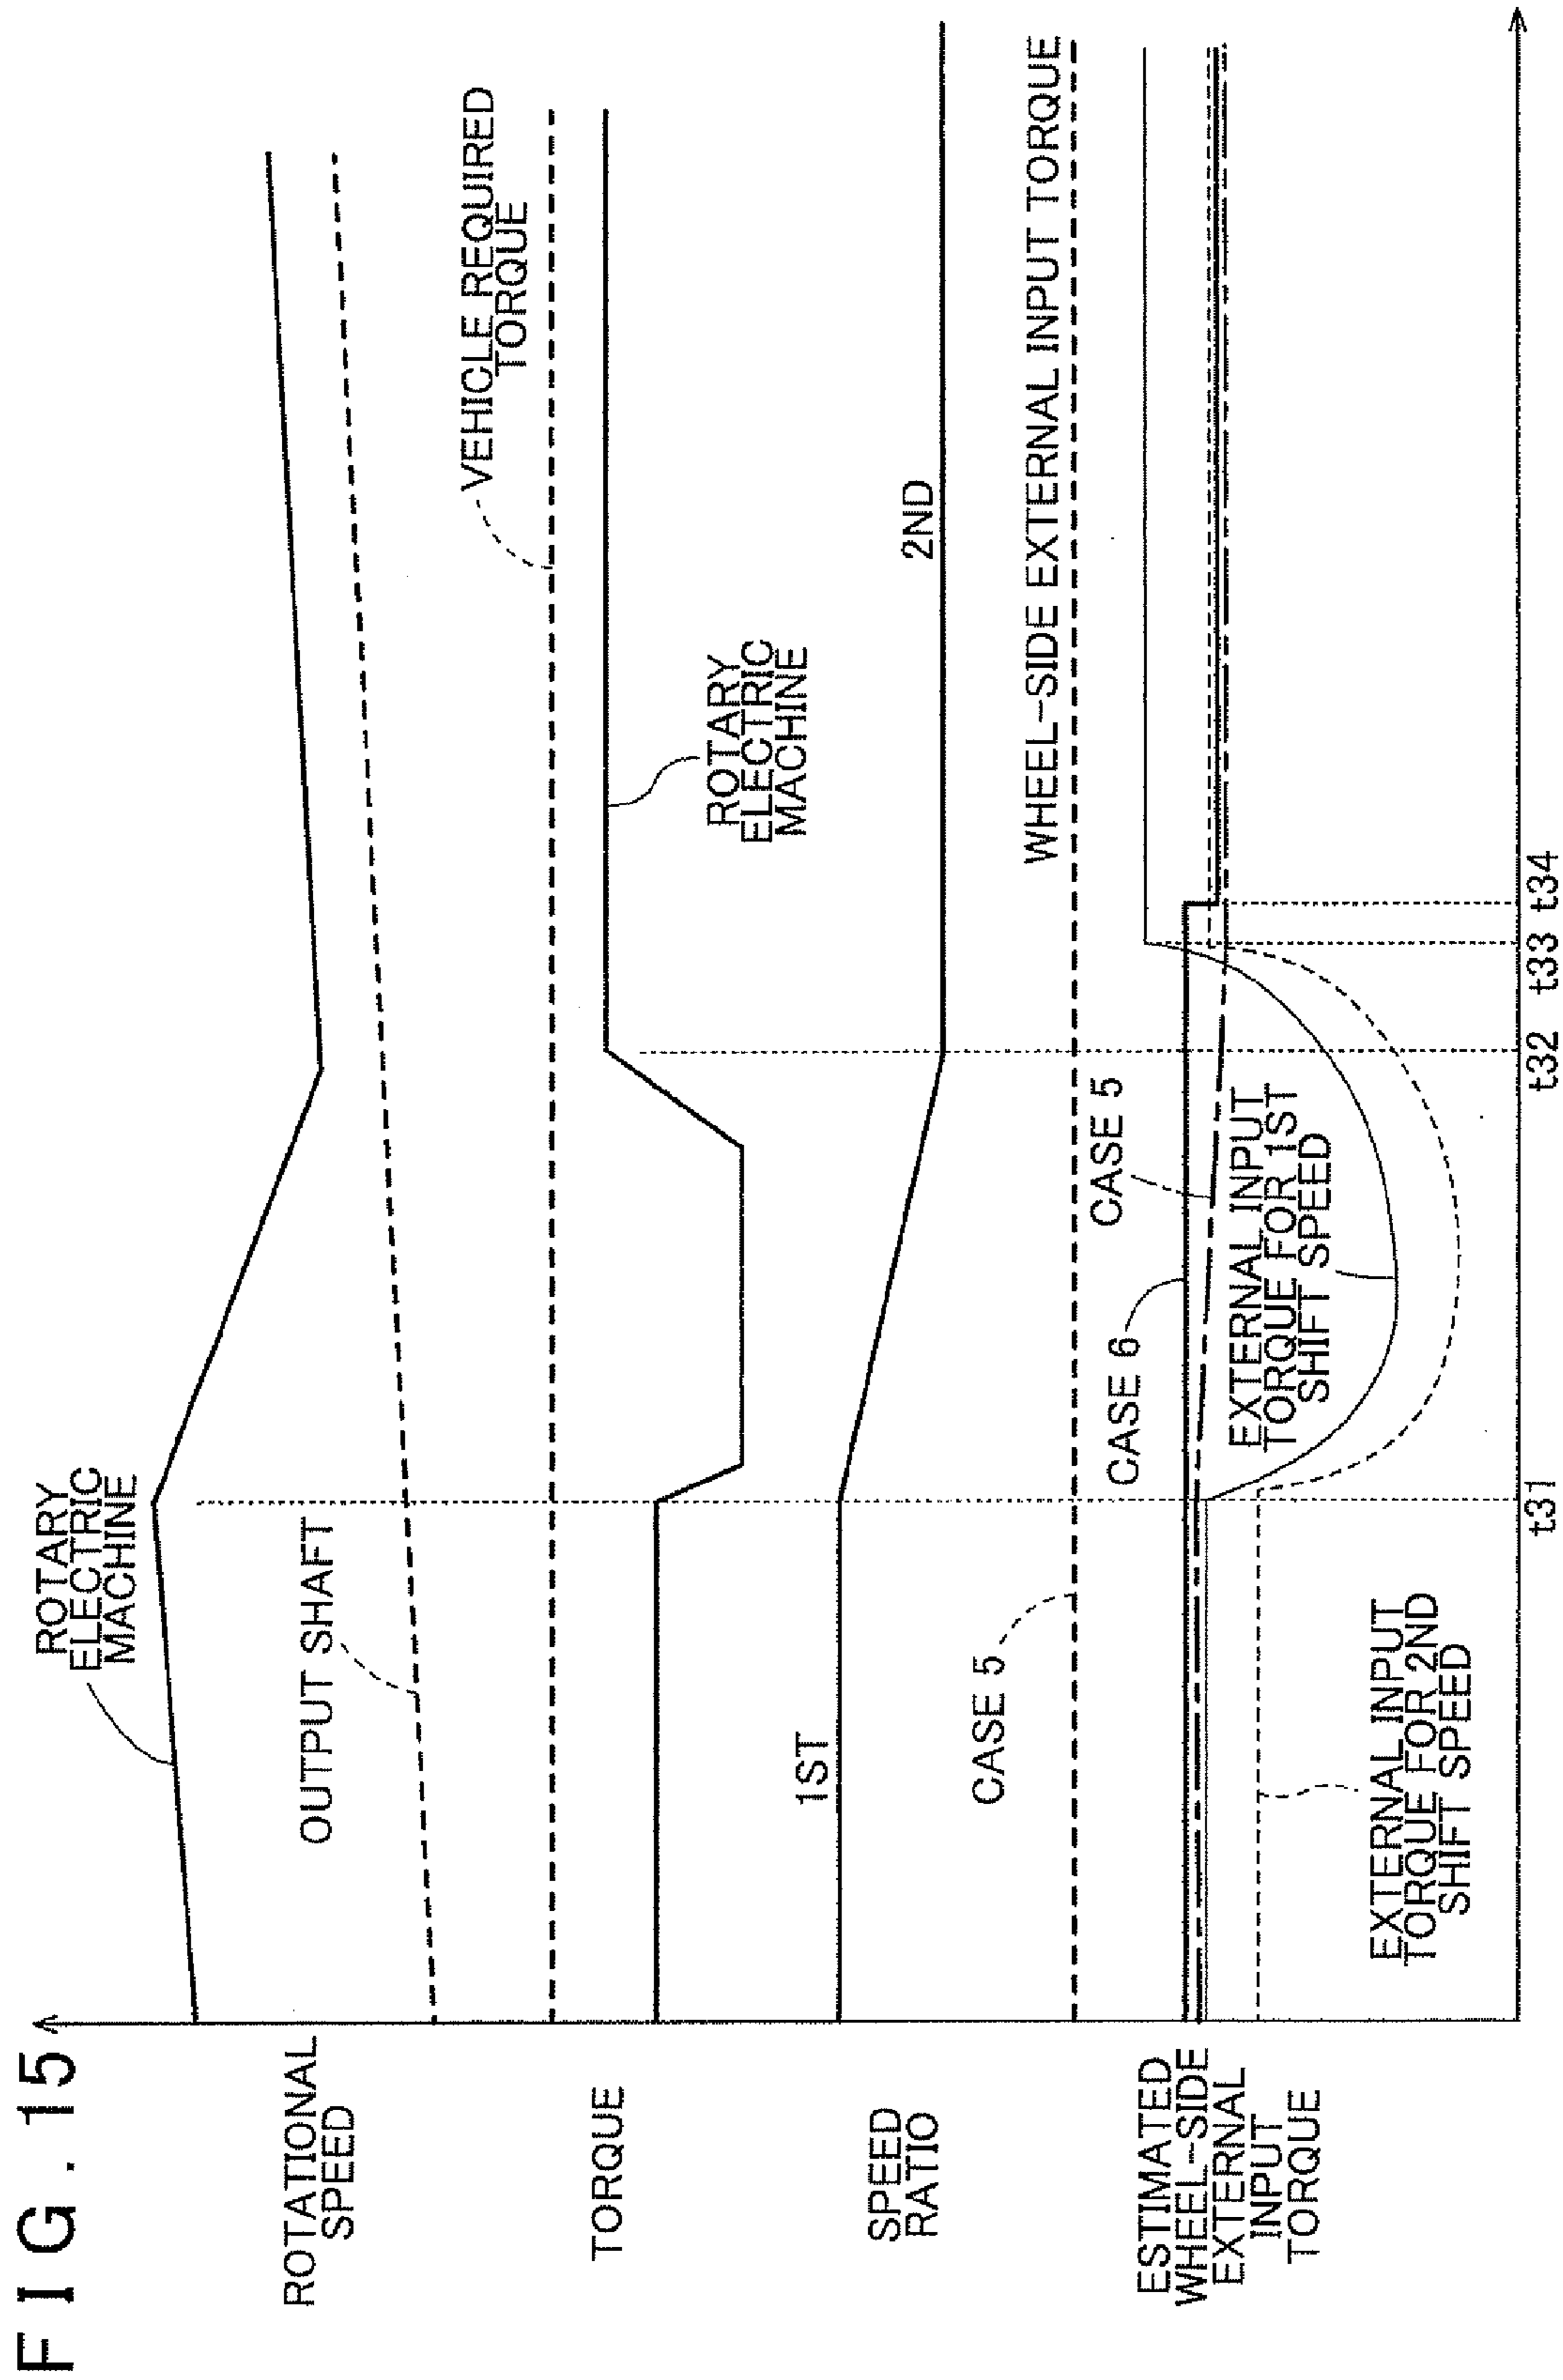 FIG. 15
ROTATIONAL
SPEED
ROTARY
ELECTRIC
MACHINE
OUTPUT SHAFT
TORQUE
VEHICLE REQUIRED
TORQUE
ROTARY
ELECTRIC
MACHINE
SPEED
RATIO
1ST
2ND
ESTIMATED
WHEEL-SIDE
EXTERNAL
INPUT
TORQUE
CASE 5
WHEEL-SIDE EXTERNAL INPUT TORQUE
CASE 6
CASE 5
EXTERNAL INPUT
TORQUE FOR 1ST
SHIFT SPEED
EXTERNAL INPUT
TORQUE FOR 2ND
SHIFT SPEED
t31
t32
t33
t34